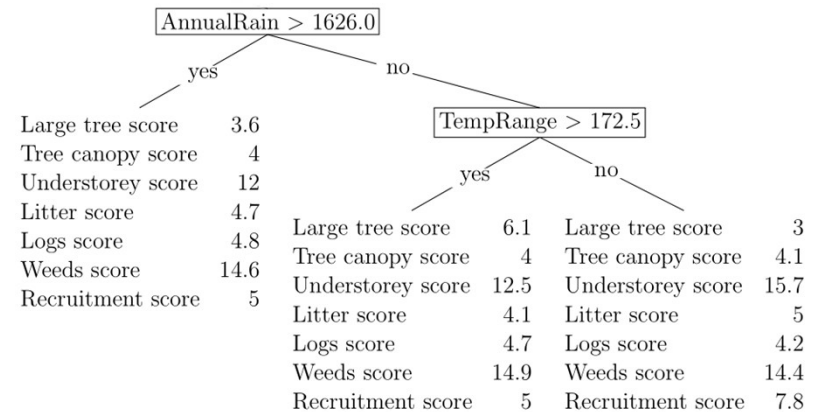 AnnualRain > 1626.0
yes
no
Large tree score 3.6
Tree canopy score 4
Understorey score 12
Litter score 4.7
Logs score 4.8
Weeds score 14.6
Recruitment score 5
TempRange > 172.5
yes
no
Large tree score 6.1
Tree canopy score 4
Understorey score 12.5
Litter score 4.1
Logs score 4.7
Weeds score 14.9
Recruitment score 5
Large tree score 3
Tree canopy score 4.1
Understorey score 15.7
Litter score 5
Logs score 4.2
Weeds score 14.4
Recruitment score 7.8